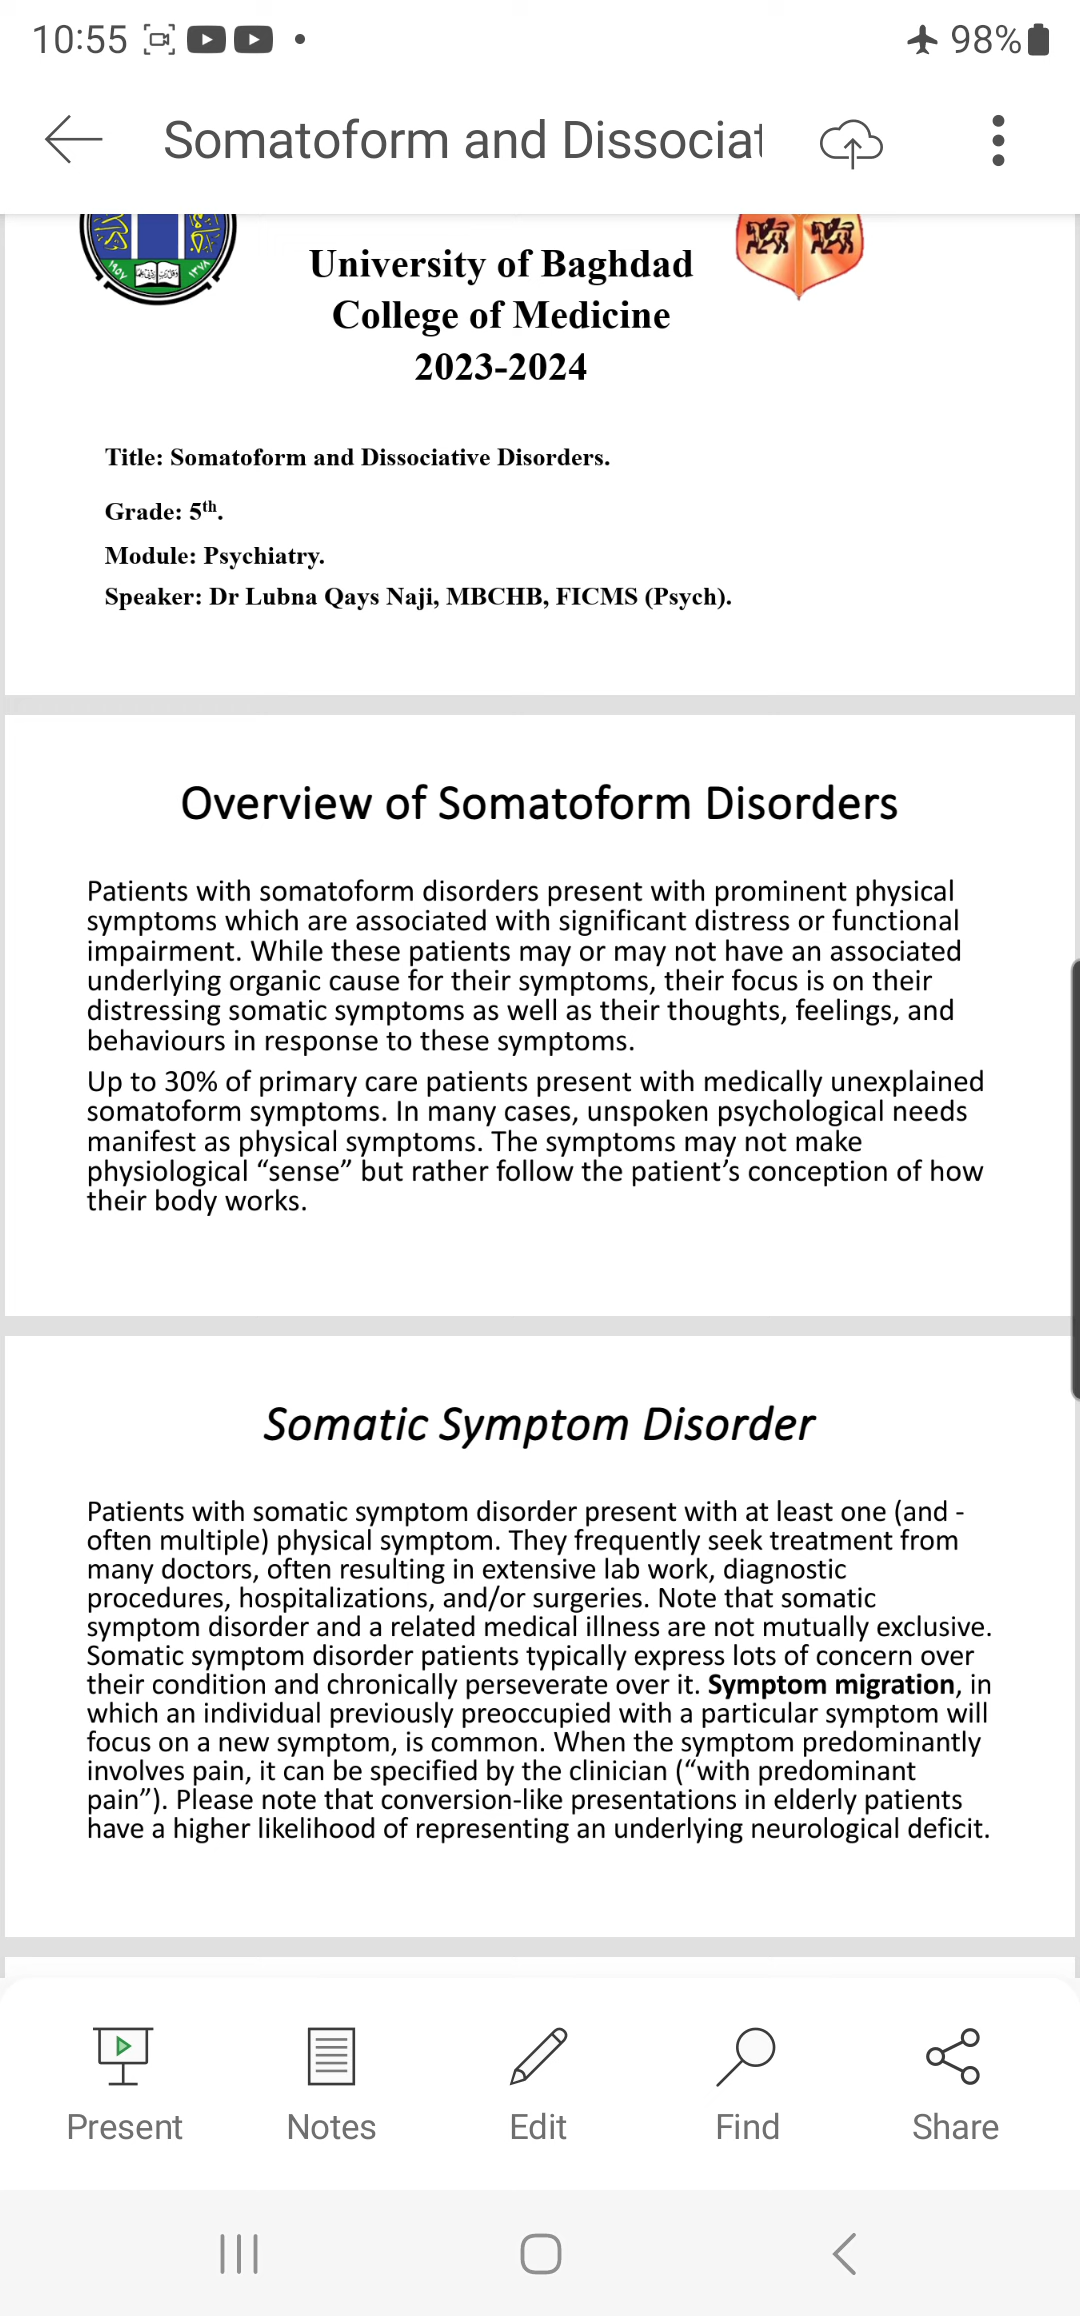 10:55
98%
Somatoform and Dissociat
١٩٥٧
١٣٧٨
University of Baghdad
College of Medicine
2023-2024
Title: Somatoform and Dissociative Disorders.
Grade: 5th.
Module: Psychiatry.
Speaker: Dr Lubna Qays Naji, MBCHB, FICMS (Psych).
Overview of Somatoform Disorders
Patients with somatoform disorders present with prominent physical
symptoms which are associated with significant distress or functional
impairment. While these patients may or may not have an associated
underlying organic cause for their symptoms, their focus is on their
distressing somatic symptoms as well as their thoughts, feelings, and
behaviours in response to these symptoms.
Up to 30% of primary care patients present with medically unexplained
somatoform symptoms. In many cases, unspoken psychological needs
manifest as physical symptoms. The symptoms may not make
physiological “sense” but rather follow the patient’s conception of how
their body works.
Somatic Symptom Disorder
Patients with somatic symptom disorder present with at least one (and -
often multiple) physical symptom. They frequently seek treatment from
many doctors, often resulting in extensive lab work, diagnostic
procedures, hospitalizations, and/or surgeries. Note that somatic
symptom disorder and a related medical illness are not mutually exclusive.
Somatic symptom disorder patients typically express lots of concern over
their condition and chronically perseverate over it. Symptom migration, in
which an individual previously preoccupied with a particular symptom will
focus on a new symptom, is common. When the symptom predominantly
involves pain, it can be specified by the clinician (“with predominant
pain”). Please note that conversion-like presentations in elderly patients
have a higher likelihood of representing an underlying neurological deficit.
Present
Notes
Edit
Find
Share